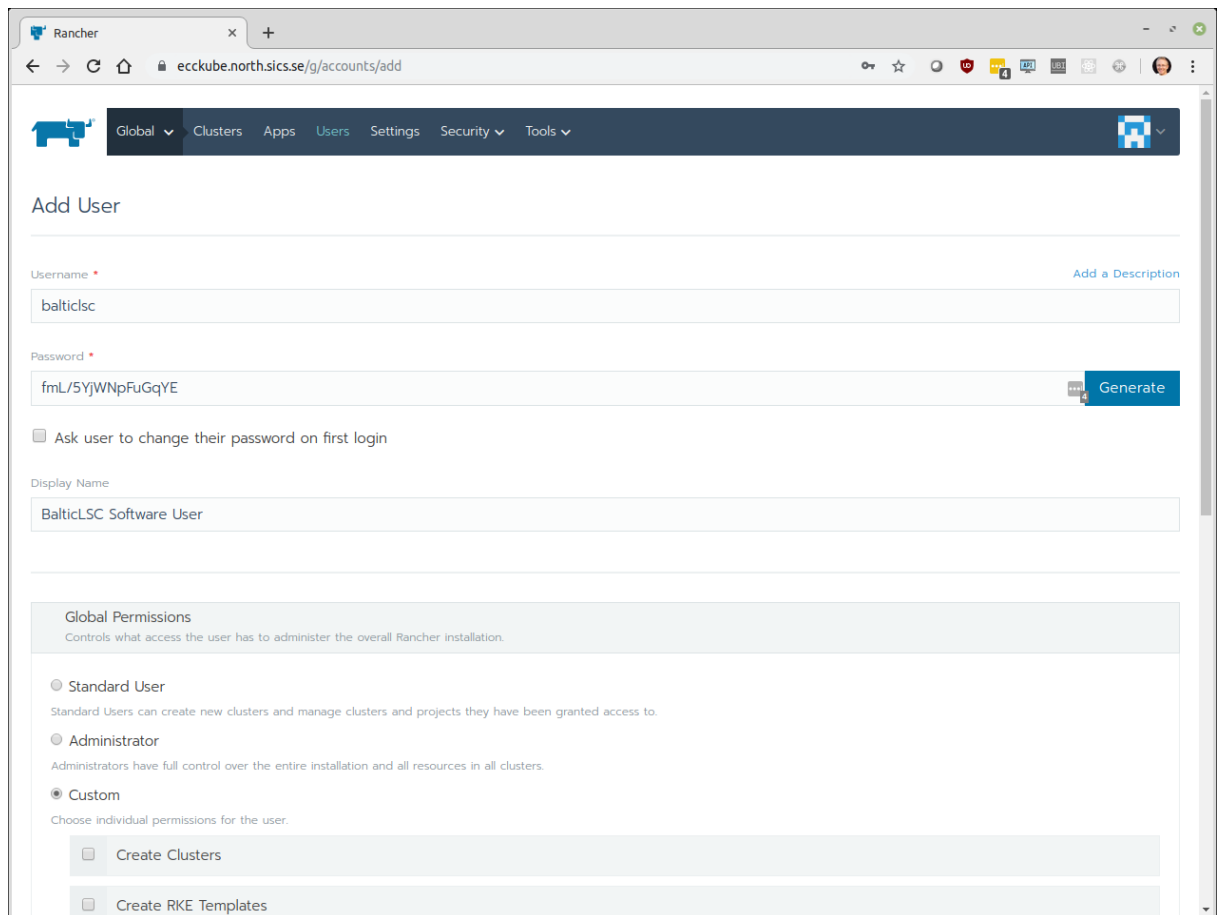 Rancher
ecckube.north.sics.se/g/accounts/add
4
API
UBI
Global Clusters Apps Users Settings Security Tools
Add User
Username *
Add a Description
balticlsc
Password *
fmL/5YjWNpFuGqYE
4
Generate
Ask user to change their password on first login
Display Name
BalticLSC Software User
Global Permissions
Controls what access the user has to administer the overall Rancher installation.
Standard User
Standard Users can create new clusters and manage clusters and projects they have been granted access to.
Administrator
Administrators have full control over the entire installation and all resources in all clusters.
Custom
Choose individual permissions for the user.
Create Clusters
Create RKE Templates